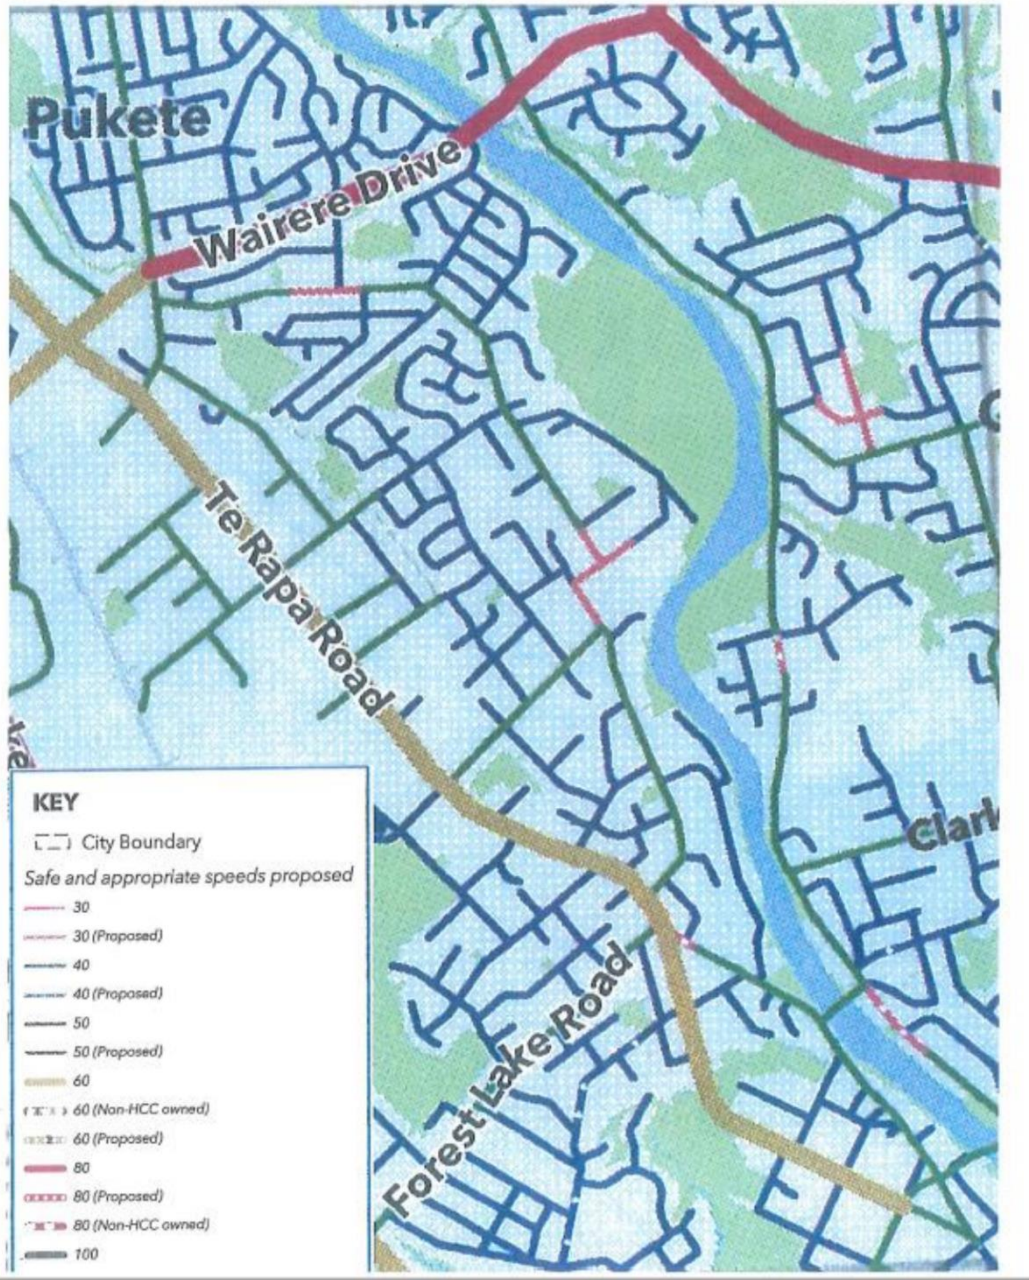 Pukete
Wairere Drive
Te Rapa Road
Clark
Forest Lake Road
KEY
City Boundary
Safe and appropriate speeds proposed
30
30 (Proposed)
40
40 (Proposed)
50
50 (Proposed)
60
60 (Non-HCC owned)
60 (Proposed)
80
80 (Proposed)
80 (Non-HCC owned)
100